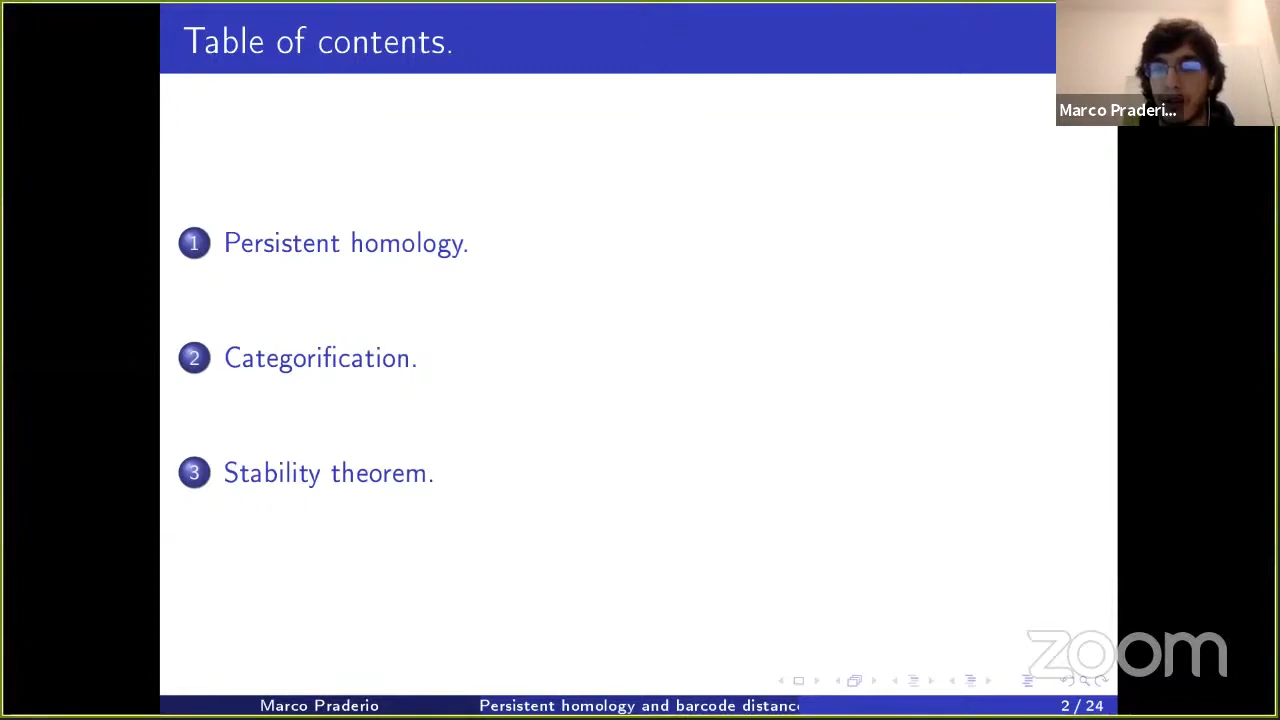 Table of contents.
Marco Praderi...
1 Persistent homology.
2 Categorification.
3 Stability theorem.
zoom
Marco Praderio Persistent homology and barcode distance 2 / 24